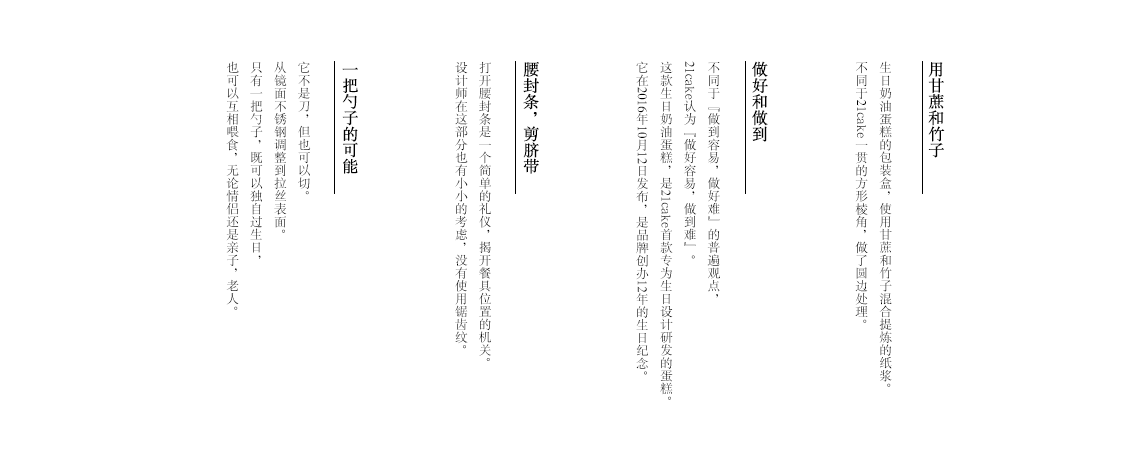 用甘蔗和竹子
生日奶油蛋糕的包装盒，使用甘蔗和竹子混合提炼的纸浆。
不同于21cake一贯的方形棱角，做了圆边处理。
做好和做到
不同于『做到容易，做好难』的普遍观点，
21cake认为『做好容易，做到难』。
这款生日奶油蛋糕，是21cake首款专为生日设计研发的蛋糕。
它在2016年10月12日发布，是品牌创办12年的生日纪念。
腰封条，剪脐带
打开腰封条是一个简单的礼仪，揭开餐具位置的机关。
设计师在这部分也有小小的考虑，没有使用锯齿纹。
一把勺子的可能
它不是刀，但也可以切。
从镜面不锈钢调整到拉丝表面。
只有一把勺子，既可以独自过生日，
也可以互相喂食，无论情侣还是亲子，老人。